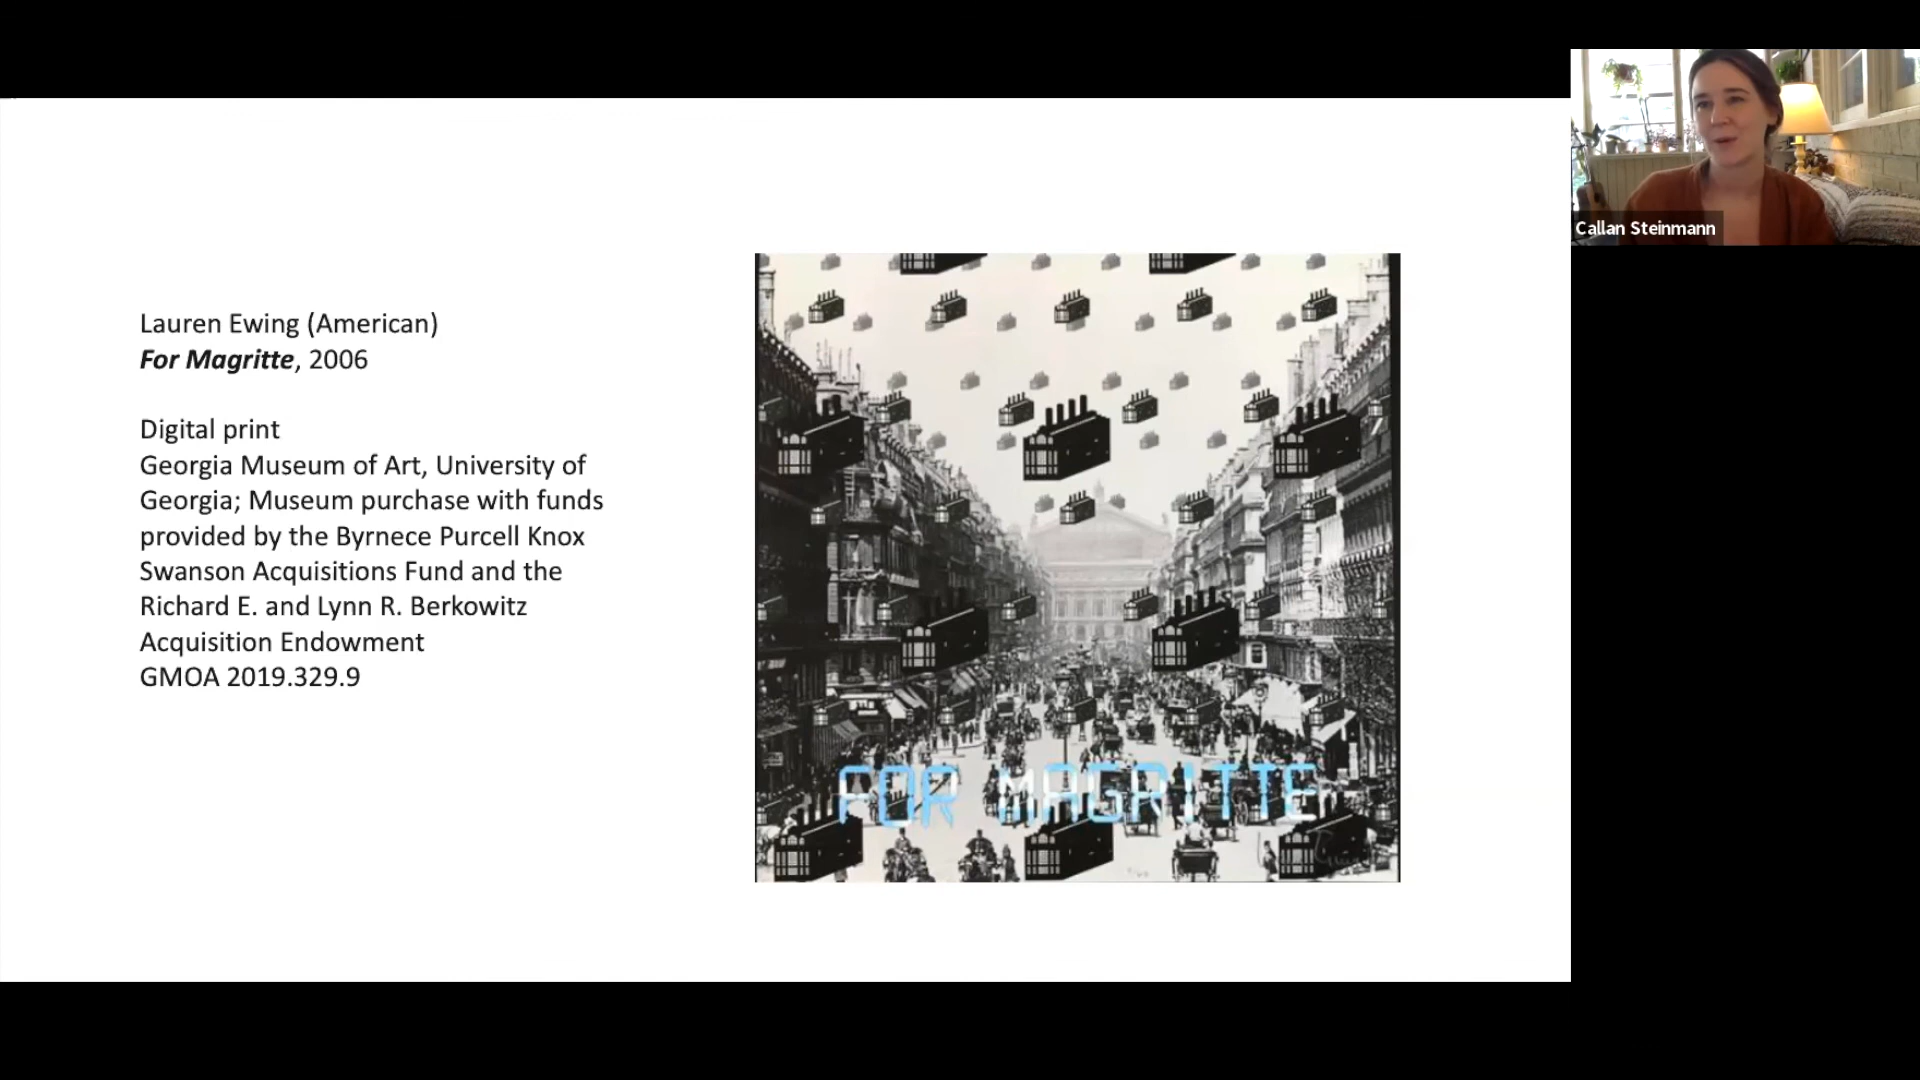 Lauren Ewing (American)
For Magritte, 2006
Digital print
Georgia Museum of Art, University of
Georgia; Museum purchase with funds
provided by the Byrnece Purcell Knox
Swanson Acquisitions Fund and the
Richard E. and Lynn R. Berkowitz
Acquisition Endowment
GMOA 2019.329.9
FOR MAGRITTE
Callan Steinmann